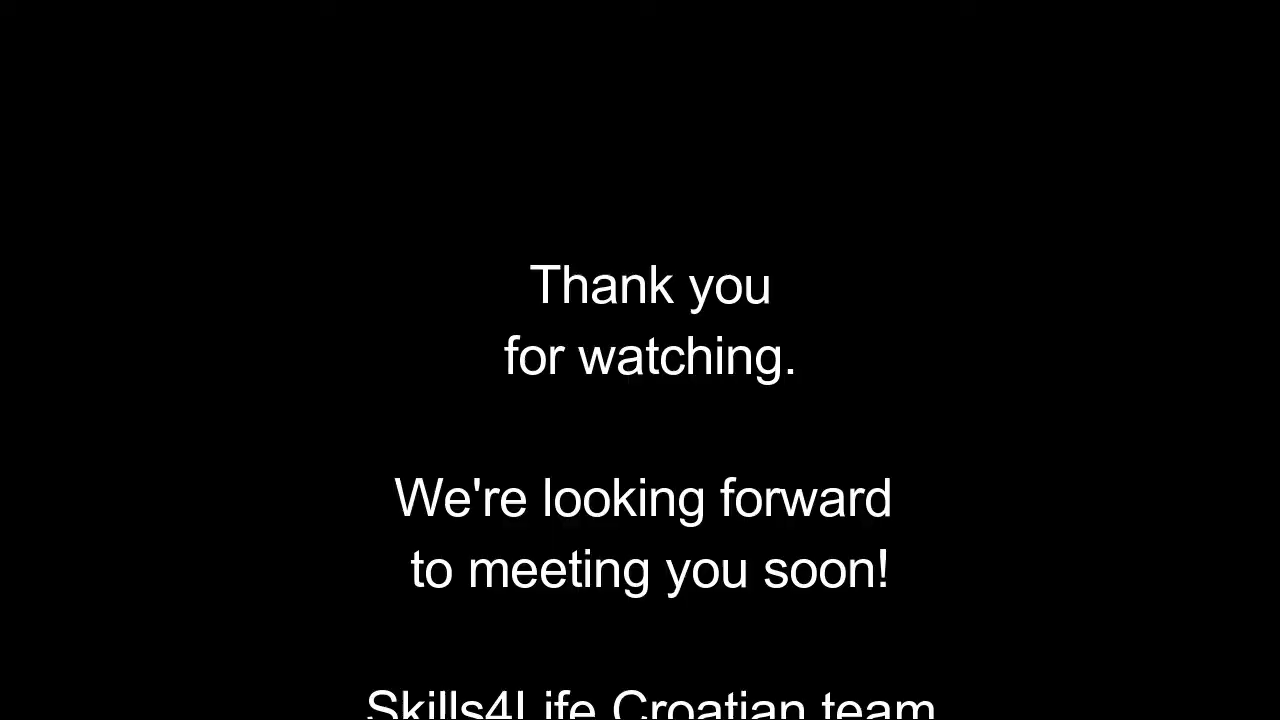 Thank you
for watching.
We're looking forward
to meeting you soon!
Skills4Life Croatian team